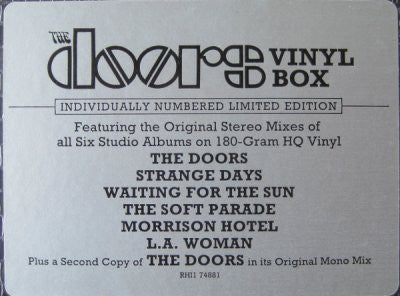 THE doors VINYL
BOX
INDIVIDUALLY NUMBERED LIMITED EDITION
Featuring the Original Stereo Mixes of
all Six Studio Albums on 180-Gram HQ Vinyl
THE DOORS
STRANGE DAYS
WAITING FOR THE SUN
THE SOFT PARADE
MORRISON HOTEL
L.A. WOMAN
Plus a Second Copy of THE DOORS in its Original Mono Mix
RHI1 74881